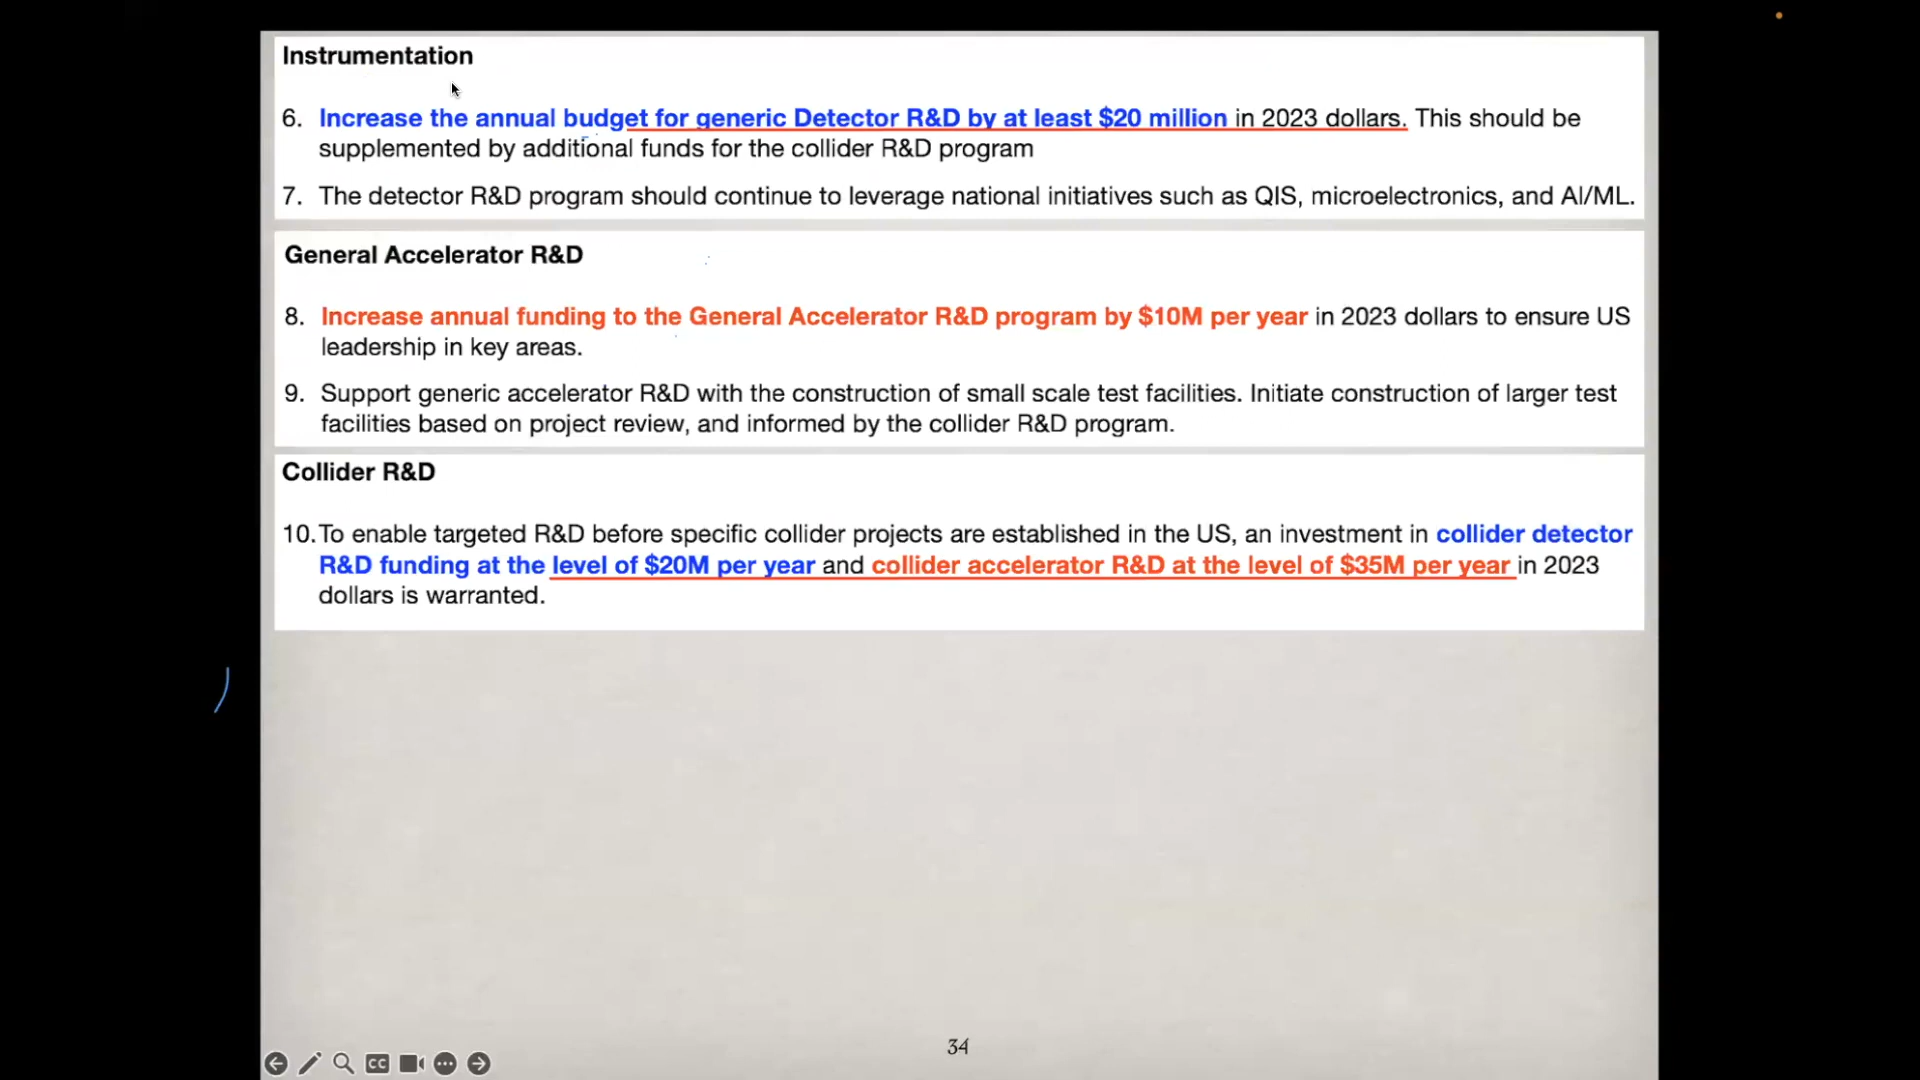 Instrumentation
6. Increase the annual budget for generic Detector R&D by at least $20 million in 2023 dollars. This should be
supplemented by additional funds for the collider R&D program
7. The detector R&D program should continue to leverage national initiatives such as QIS, microelectronics, and AI/ML.
General Accelerator R&D
8. Increase annual funding to the General Accelerator R&D program by $10M per year in 2023 dollars to ensure US
leadership in key areas.
9. Support generic accelerator R&D with the construction of small scale test facilities. Initiate construction of larger test
facilities based on project review, and informed by the collider R&D program.
Collider R&D
10. To enable targeted R&D before specific collider projects are established in the US, an investment in collider detector
R&D funding at the level of $20M per year and collider accelerator R&D at the level of $35M per year in 2023
dollars is warranted.
34
CC